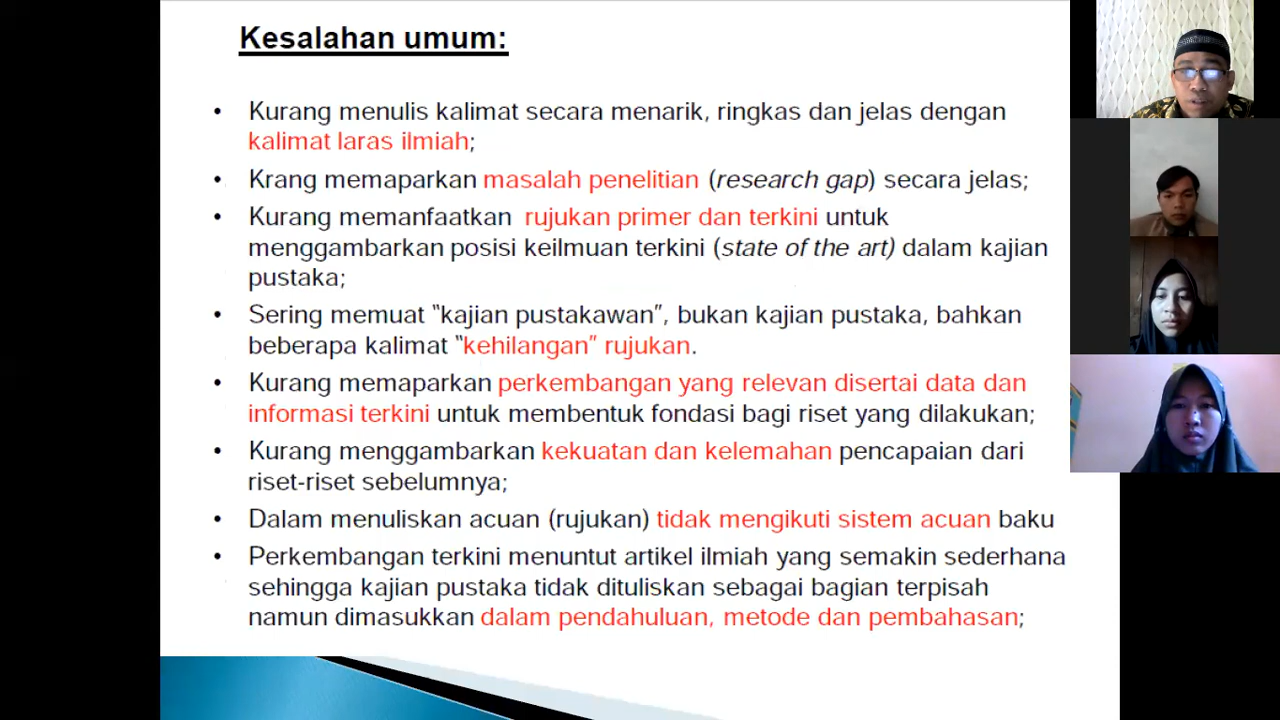 Kesalahan umum:
• Kurang menulis kalimat secara menarik, ringkas dan jelas dengan
kalimat laras ilmiah;
• Krang memaparkan masalah penelitian (research gap) secara jelas;
• Kurang memanfaatkan rujukan primer dan terkini untuk
menggambarkan posisi keilmuan terkini (state of the art) dalam kajian
pustaka;
• Sering memuat “kajian pustakawan”, bukan kajian pustaka, bahkan
beberapa kalimat “kehilangan” rujukan.
• Kurang memaparkan perkembangan yang relevan disertai data dan
informasi terkini untuk membentuk fondasi bagi riset yang dilakukan;
• Kurang menggambarkan kekuatan dan kelemahan pencapaian dari
riset-riset sebelumnya;
• Dalam menuliskan acuan (rujukan) tidak mengikuti sistem acuan baku
• Perkembangan terkini menuntut artikel ilmiah yang semakin sederhana
sehingga kajian pustaka tidak dituliskan sebagai bagian terpisah
namun dimasukkan dalam pendahuluan, metode dan pembahasan;